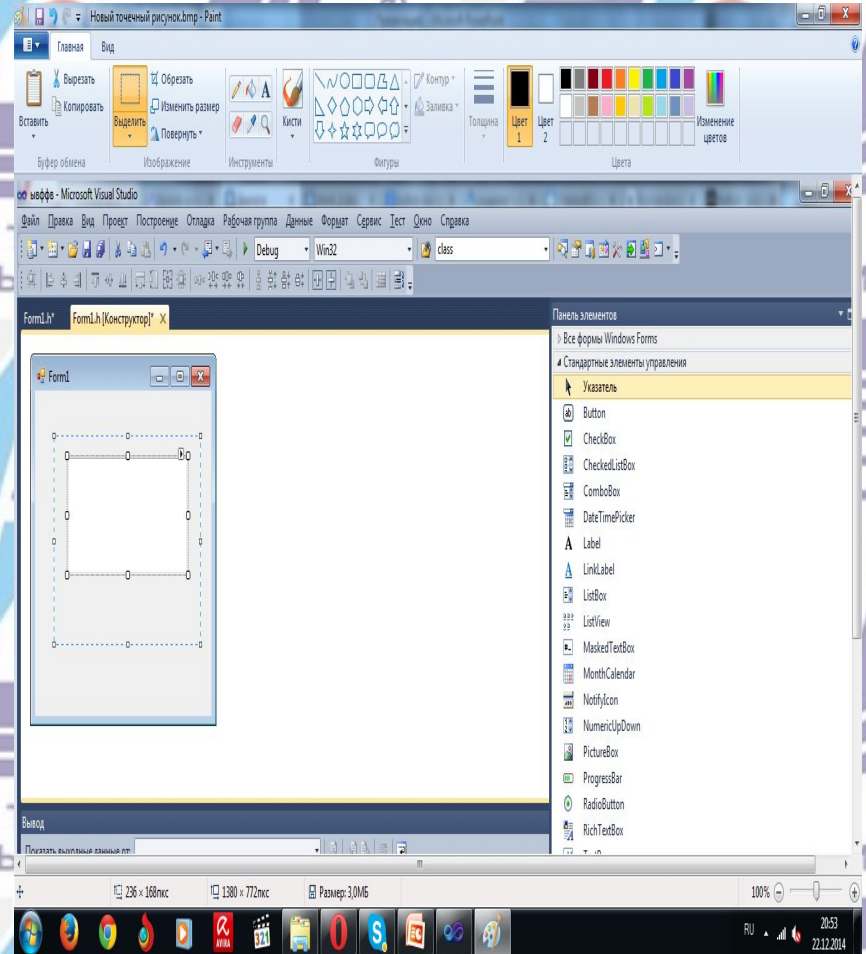 Новый точечный рисунок.bmp - Paint
Главная Вид
Вставить
Вырезать
Копировать
Буфер обмена
Выделить
Обрезать
Изменить размер
Повернуть
Изображение
A
Инструменты
Кисти
Контур
Заливка
Фигуры
Толщина
Цвет 1
Цвет 2
Изменение цветов
Цвета
ывффв - Microsoft Visual Studio
Файл Правка Вид Проект Построение Отладка Рабочая группа Данные Формат Сервис Тест Окно Справка
Debug Win32 class
Form1.h* Form1.h [Конструктор]* X
Form1
Панель элементов
Все формы Windows Forms
Стандартные элементы управления
Указатель
Button
CheckBox
CheckedListBox
ComboBox
DateTimePicker
Label
LinkLabel
ListBox
ListView
MaskedTextBox
MonthCalendar
NotifyIcon
NumericUpDown
PictureBox
ProgressBar
RadioButton
RichTextBox
Вывод
Показать выходные данные от:
236 × 168пкс 1380 × 772пкс Размер: 3,0МБ 100%
AVIRA 321 RU 20:53
22.12.2014